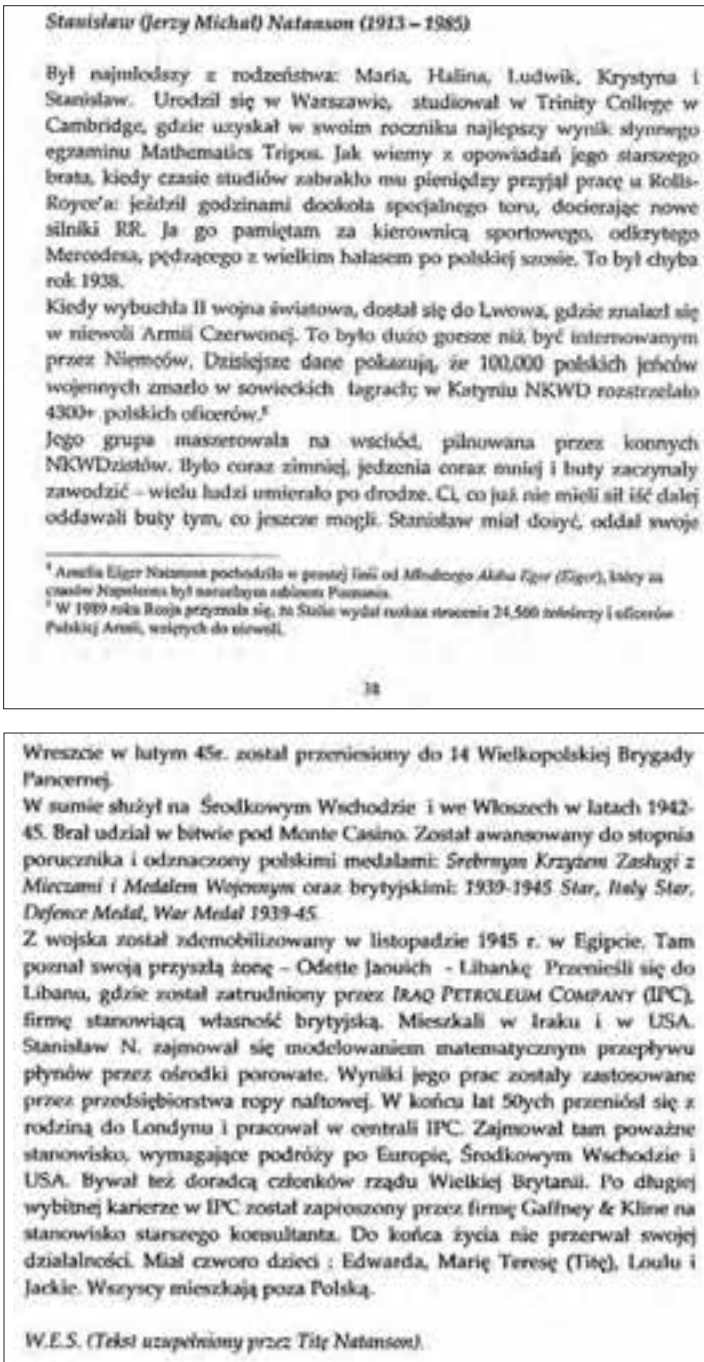 Stanisław (Jerzy Michał) Natanson (1913 – 1985)
Był najmłodszy z rodzeństwa: Maria, Halina, Ludwik, Krystyna i
Stanisław. Urodził się w Warszawie, studiował w Trinity College w
Cambridge, gdzie uzyskał w swoim roczniku najlepszy wynik słynnego
egzaminu Mathematics Tripos. Jak wiemy z opowiadań jego starszego
brata, kiedy czasie studiów zabrakło mu pieniędzy przyjął pracę u Rolls-
Royce'a: jeździł godzinami dookoła specjalnego toru, docierając nowe
silniki RR. Ja go pamiętam za kierownicą sportowego, odkrytego
Mercedesa, pędzącego z wielkim hałasem po polskiej szosie. To był chyba
rok 1938.
Kiedy wybuchła II wojna światowa, dostał się do Lwowa, gdzie znalazł się
w niewoli Armii Czerwonej. To było dużo gorsze niż być internowanym
przez Niemców. Dzisiejsze dane pokazują, że 100.000 polskich jeńców
wojennych zmarło w sowieckich łagrach; w Katyniu NKWD rozstrzelało
4300+ polskich oficerów.
Jego grupa maszerowała na wschód, pilnowana przez konnych
NKWDzistów. Było coraz zimniej, jedzenia coraz mniej i buty zaczynały
zawodzić – wielu ludzi umierało po drodze. Ci, co już nie mieli sił iść dalej
oddawali buty tym, co jeszcze mogli. Stanisław miał dosyć, oddał swoje
Amelia Eiger Natanson pochodziła w prostej linii od Akiba Eger (Eiger), który za
czasów Napoleona był naczelnym rabinem Poznania.
W 1989 roku Rosja przyznała się, że Stalin wydał rozkaz stracenia 24,500 żołnierzy i oficerów
Polskiej Armii, wziętych do niewoli.
38
Wreszcie w lutym 45r. został przeniesiony do 14 Wielkopolskiej Brygady
Pancernej.
W sumie służył na Środkowym Wschodzie i we Włoszech w latach 1942-
45. Brał udział w bitwie pod Monte Casino. Został awansowany do stopnia
porucznika i odznaczony polskimi medalami: Srebrnym Krzyżem Zasługi z
Mieczami i Medalem Wojennym oraz brytyjskimi: 1939-1945 Star, Italy Star,
Defence Medal, War Medal 1939-45.
Z wojska został zdemobilizowany w listopadzie 1945 r. w Egipcie. Tam
poznał swoją przyszłą żonę – Odette Jaouich - Libankę Przenieśli się do
Libanu, gdzie został zatrudniony przez IRAQ PETROLEUM COMPANY (IPC),
firmę stanowiącą własność brytyjską. Mieszkali w Iraku i w USA.
Stanisław N. zajmował się modelowaniem matematycznym przepływu
płynów przez ośrodki porowate. Wyniki jego prac zostały zastosowane
przez przedsiębiorstwa ropy naftowej. W końcu lat 50ych przeniósł się z
rodziną do Londynu i pracował w centrali IPC. Zajmował tam poważne
stanowisko, wymagające podróży po Europie, Środkowym Wschodzie i
USA. Bywał też doradcą członków rządu Wielkiej Brytanii. Po długiej
wybitnej karierze w IPC został zaproszony przez firmę Gaffney & Kline na
stanowisko starszego konsultanta. Do końca życia nie przerwał swojej
działalności. Miał czworo dzieci : Edwarda, Marię Teresę (Titę), Loulu i
Jackie. Wszyscy mieszkają poza Polską.
W.E.S. (Tekst uzupełniony przez Titę Natanson).